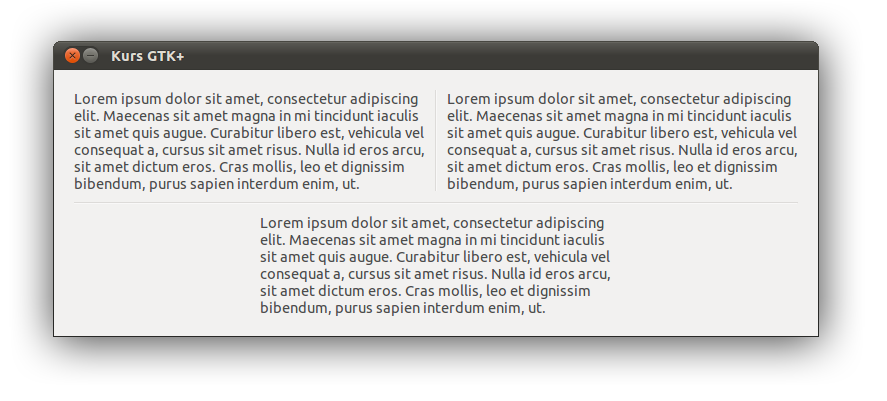 Kurs GTK+
Lorem ipsum dolor sit amet, consectetur adipiscing
elit. Maecenas sit amet magna in mi tincidunt iaculis
sit amet quis augue. Curabitur libero est, vehicula vel
consequat a, cursus sit amet risus. Nulla id eros arcu,
sit amet dictum eros. Cras mollis, leo et dignissim
bibendum, purus sapien interdum enim, ut.
Lorem ipsum dolor sit amet, consectetur adipiscing
elit. Maecenas sit amet magna in mi tincidunt iaculis
sit amet quis augue. Curabitur libero est, vehicula vel
consequat a, cursus sit amet risus. Nulla id eros arcu,
sit amet dictum eros. Cras mollis, leo et dignissim
bibendum, purus sapien interdum enim, ut.
Lorem ipsum dolor sit amet, consectetur adipiscing
elit. Maecenas sit amet magna in mi tincidunt iaculis
sit amet quis augue. Curabitur libero est, vehicula vel
consequat a, cursus sit amet risus. Nulla id eros arcu,
sit amet dictum eros. Cras mollis, leo et dignissim
bibendum, purus sapien interdum enim, ut.